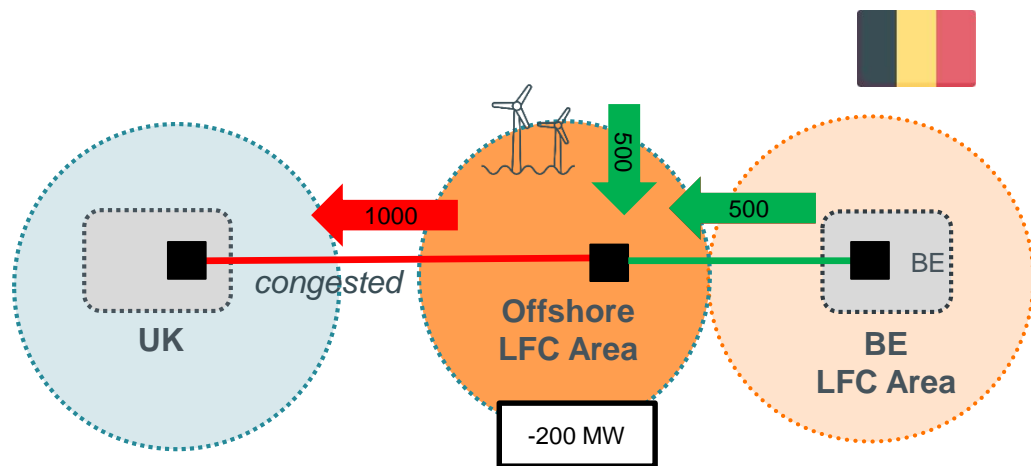 500
1000
500
congested
BE
UK
Offshore
LFC Area
BE
LFC Area
-200 MW